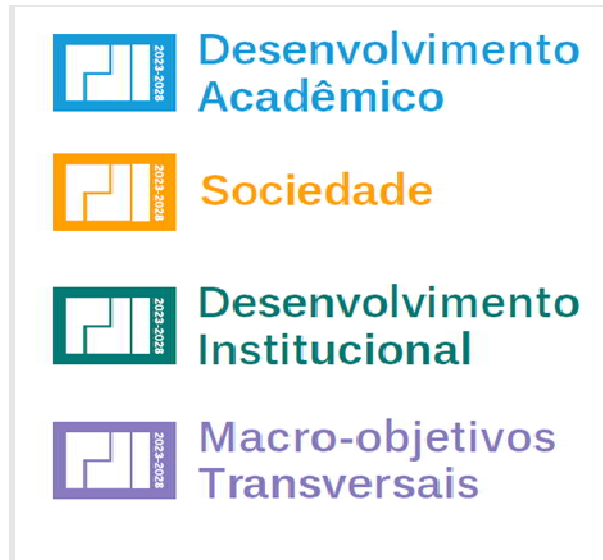 2023-2028
Desenvolvimento
Acadêmico
2023-2028
Sociedade
2023-2028
Desenvolvimento
Institucional
2023-2028
Macro-objetivos
Transversais